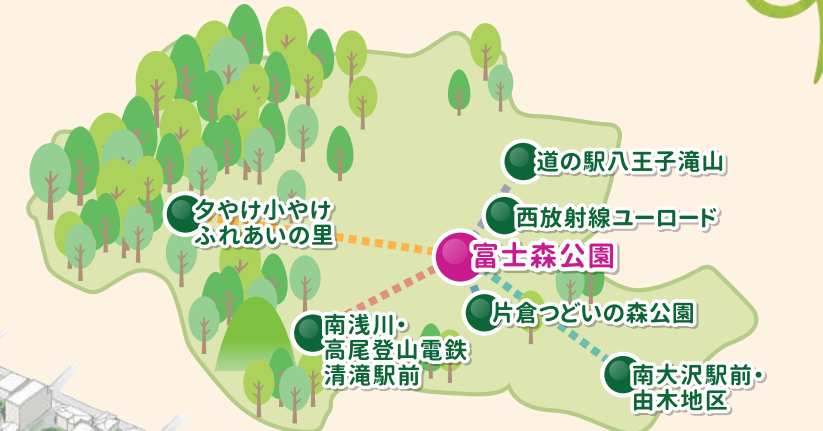 道の駅八王子滝山
西放射線ユーロード
夕やけ小やけ
ふれあいの里
富士森公園
片倉つどいの森公園
南浅川・
高尾登山電鉄
清滝駅前
南大沢駅前・
由木地区